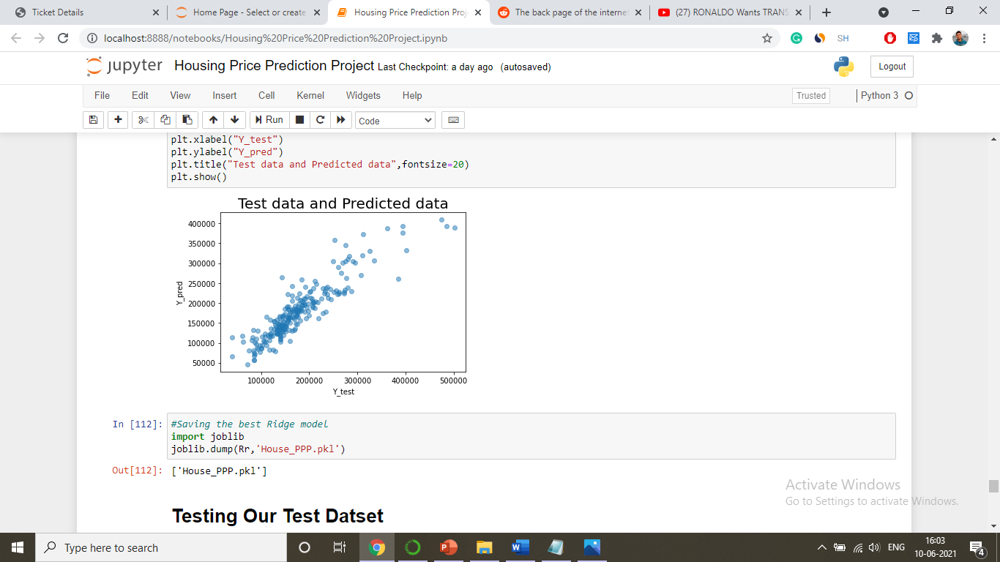 Ticket Details
Home Page - Select or create
Housing Price Prediction Proj
The back page of the internet
(27) RONALDO Wants TRANS
localhost:8888/notebooks/Housing%20Price%20Prediction%20Project.ipynb
SH
jupyter Housing Price Prediction Project Last Checkpoint: a day ago (autosaved)
Logout
File Edit View Insert Cell Kernel Widgets Help
Trusted
Python 3
Run
Code
plt.xlabel("Y_test")
plt.ylabel("Y_pred")
plt.title("Test data and Predicted data",fontsize=20)
plt.show()
Test data and Predicted data
400000
350000
300000
250000
200000
150000
100000
50000
Y_pred
100000 200000 300000 400000 500000
Y_test
In [112]: #Saving the best Ridge model
import joblib
joblib.dump(Rr,'House_PPP.pkl')
Out[112]: ['House_PPP.pkl']
Testing Our Test Datset
Activate Windows
Go to Settings to activate Windows.
Type here to search
ENG
16:03
10-06-2021
4